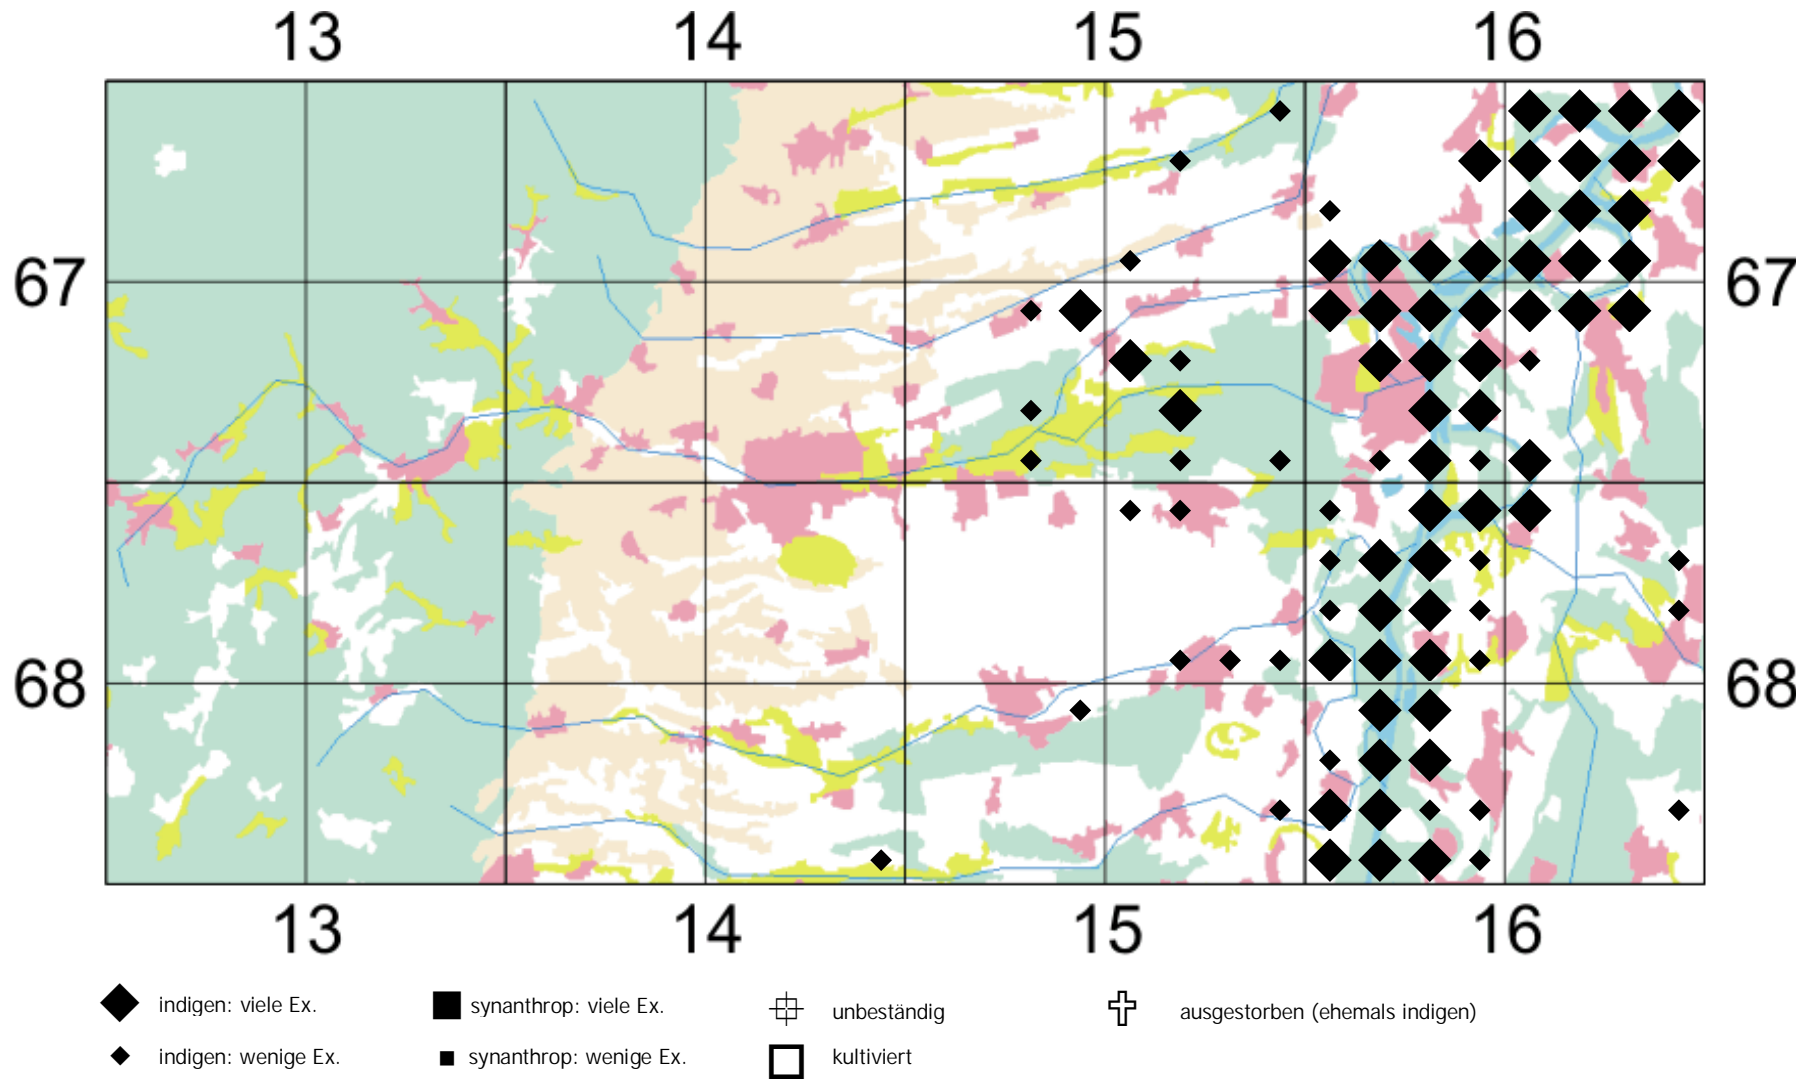 13 14 15 16
67 67
68 68
13 14 15 16
indigen: viele Ex. synanthrop: viele Ex. unbeständig ausgestorben (ehemals indigen)
indigen: wenige Ex. synanthrop: wenige Ex. kultiviert